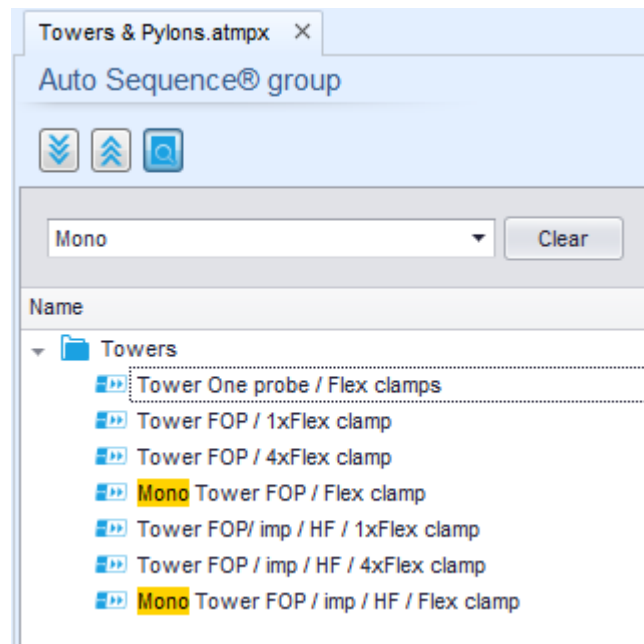 Towers & Pylons.atmpx
Auto Sequence® group
Mono Clear
Name
Towers
Tower One probe / Flex clamps
Tower FOP / 1xFlex clamp
Tower FOP / 4xFlex clamp
Mono Tower FOP / Flex clamp
Tower FOP/ imp / HF / 1xFlex clamp
Tower FOP / imp / HF / 4xFlex clamp
Mono Tower FOP / imp / HF / Flex clamp